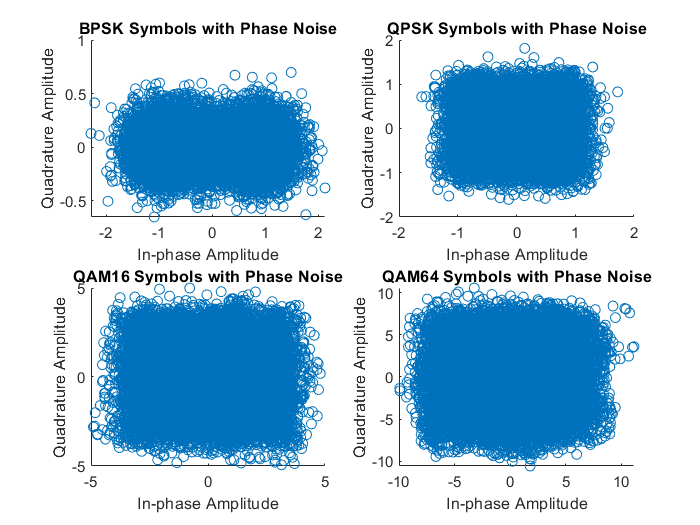 BPSK Symbols with Phase Noise
QPSK Symbols with Phase Noise
1
0.5
0
-0.5
Quadrature Amplitude
-2
-1
0
1
2
In-phase Amplitude
2
1
0
-1
-2
Quadrature Amplitude
-2
-1
0
1
2
In-phase Amplitude
QAM16 Symbols with Phase Noise
QAM64 Symbols with Phase Noise
5
0
-5
Quadrature Amplitude
-5
0
5
In-phase Amplitude
10
5
0
-5
-10
Quadrature Amplitude
-10
-5
0
5
10
In-phase Amplitude